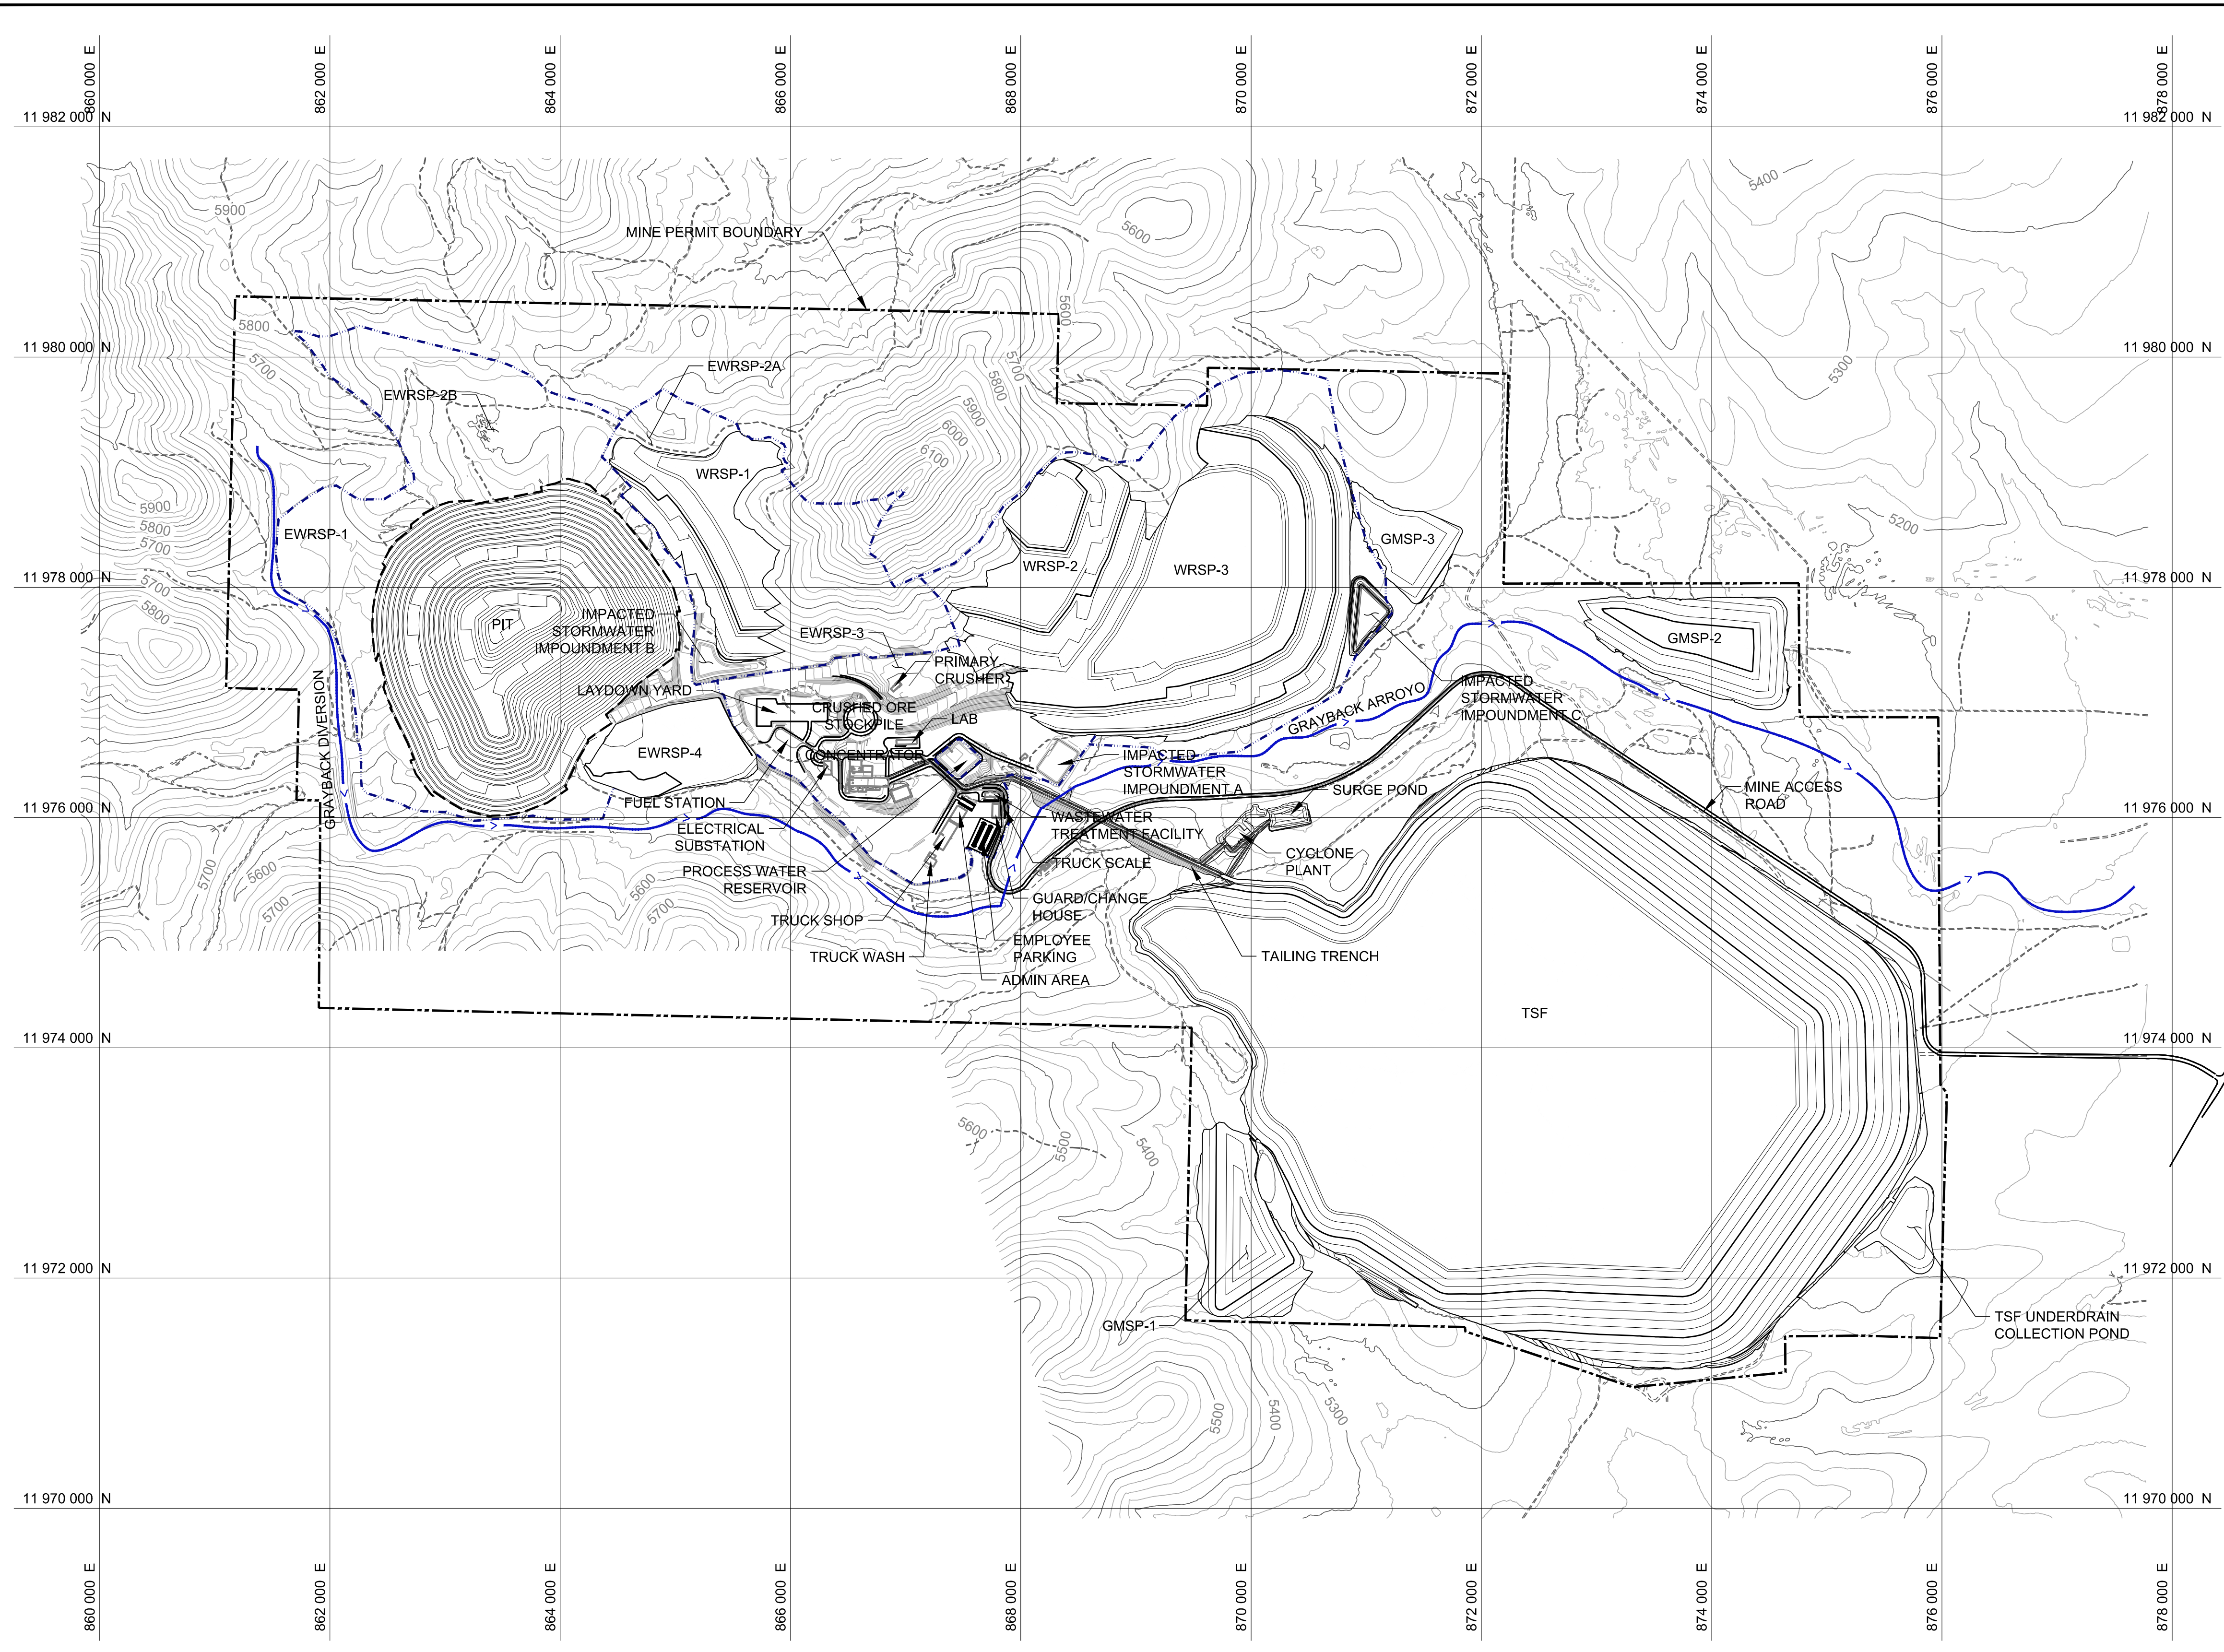 860 000 E
862 000 E
864 000 E
866 000 E
868 000 E
870 000 E
872 000 E
874 000 E
876 000 E
878 000 E
11 982 000 N
11 982 000 N
5400
5900
MINE PERMIT BOUNDARY
5600
5600
5800
11 980 000 N
11 980 000 N
5700
5700
5300
EWRSP-2A
5800
EWRSP-2B
5900
6000
6100
WRSP-1
5900
5800
5700
EWRSP-1
5200
GMSP-3
WRSP-2
WRSP-3
11 978 000 N
11 978 000 N
5700
5800
IMPACTED
STORMWATER
IMPOUNDMENT B
PIT
EWRSP-3
GMSP-2
PRIMARY
CRUSHER
LAYDOWN YARD
GRAYBACK DIVERSION
CRUSHED ORE
STOCKPILE
LAB
GRAYBACK ARROYO
IMPACTED
STORMWATER
IMPOUNDMENT C
EWRSP-4
CONCENTRATOR
IMPACTED
STORMWATER
IMPOUNDMENT A
SURGE POND
MINE ACCESS
ROAD
FUEL STATION
11 976 000 N
11 976 000 N
ELECTRICAL
SUBSTATION
WASTEWATER
TREATMENT FACILITY
TRUCK SCALE
CYCLONE
PLANT
5700
5600
5700
5600
5700
PROCESS WATER
RESERVOIR
GUARD/CHANGE
HOUSE
TRUCK SHOP
EMPLOYEE
PARKING
TRUCK WASH
TAILING TRENCH
ADMIN AREA
TSF
11 974 000 N
11 974 000 N
5600
5500
5400
11 972 000 N
11 972 000 N
GMSP-1
TSF UNDERDRAIN
COLLECTION POND
5500
5400
5300
11 970 000 N
11 970 000 N
860 000 E
862 000 E
864 000 E
866 000 E
868 000 E
870 000 E
872 000 E
874 000 E
876 000 E
878 000 E